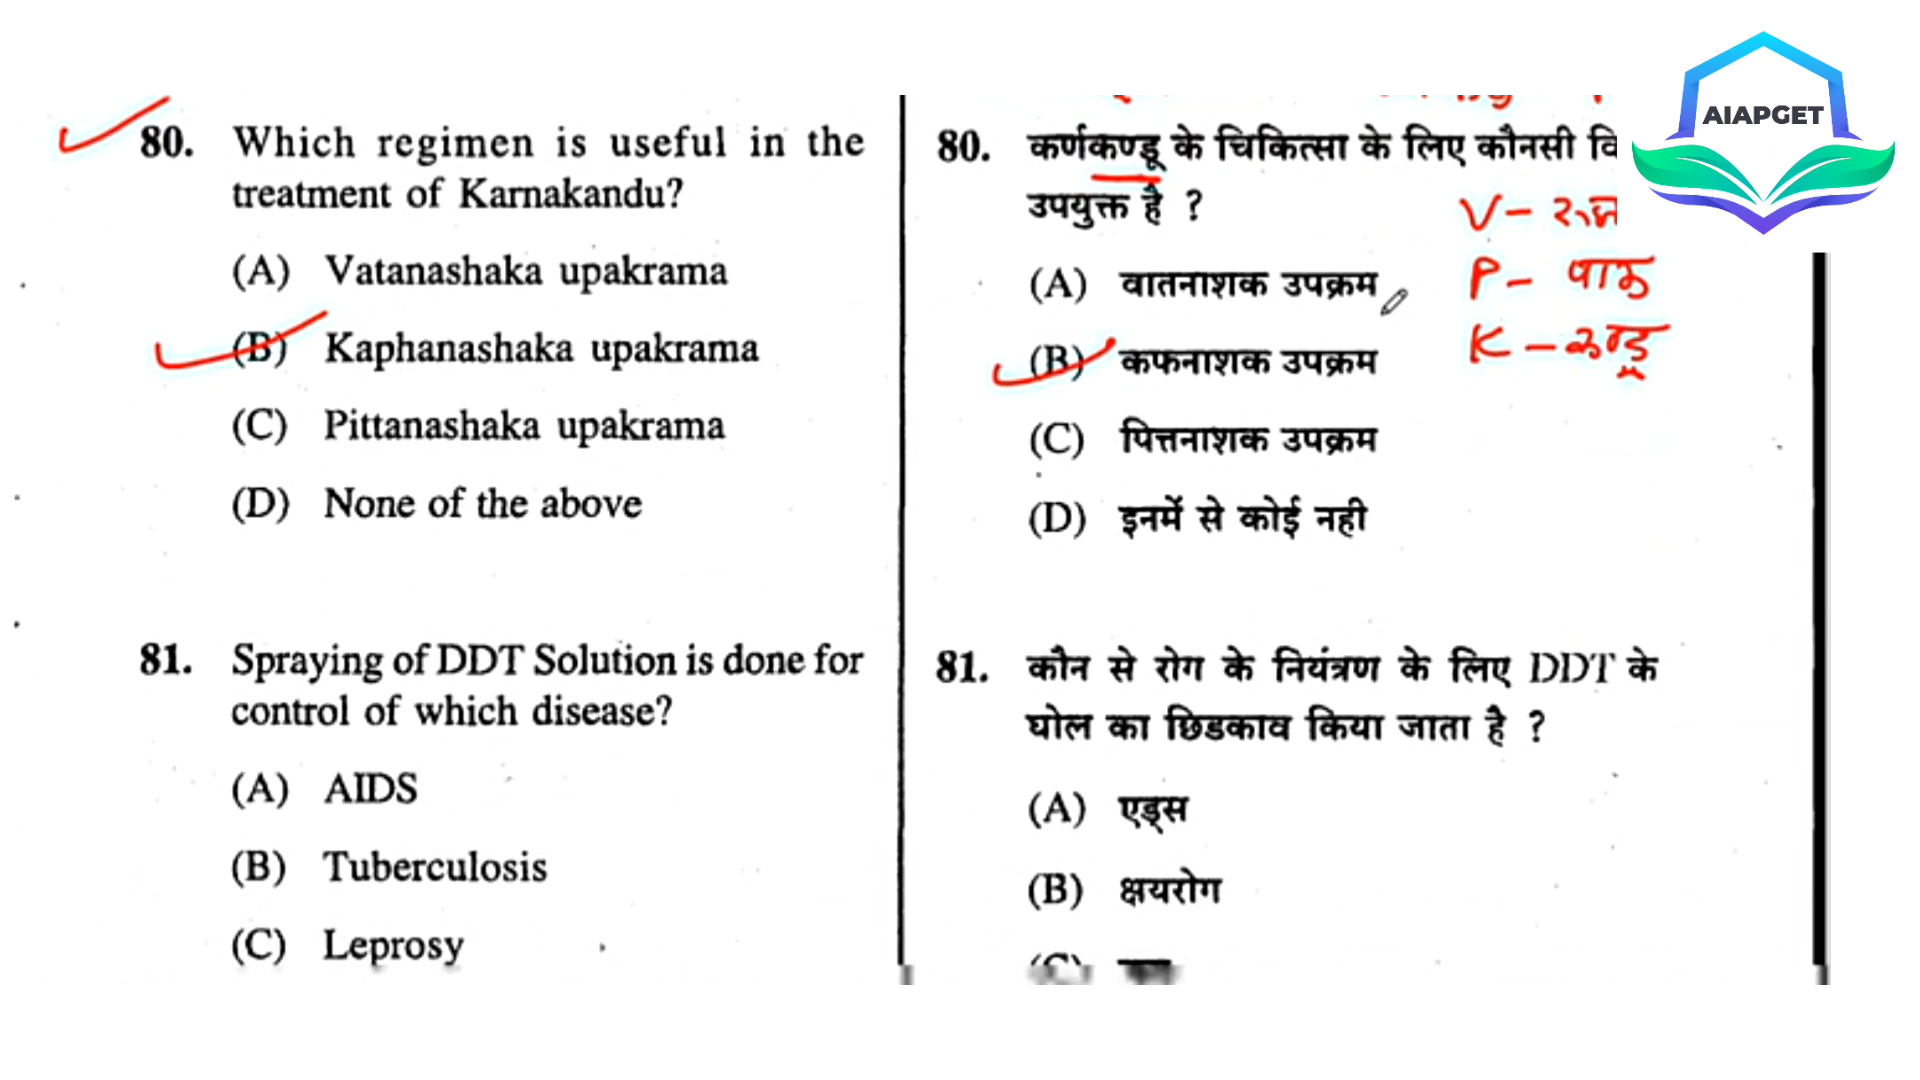 AIAPGET
80. Which regimen is useful in the
treatment of Karnakandu?
(A) Vatanashaka upakrama
(B) Kaphanashaka upakrama
(C) Pittanashaka upakrama
(D) None of the above
81. Spraying of DDT Solution is done for
control of which disease?
(A) AIDS
(B) Tuberculosis
(C) Leprosy
80. कर्णकण्डू के चिकित्सा के लिए कौनसी
उपयुक्त है ?
(A) वातनाशक उपक्रम
(B) कफनाशक उपक्रम
(C) पित्तनाशक उपक्रम
(D) इनमें से कोई नही
V -
P - पाक
K - कण्डू
81. कौन से रोग के नियंत्रण के लिए DDT के
घोल का छिडकाव किया जाता है ?
(A) एड्स
(B) क्षयरोग